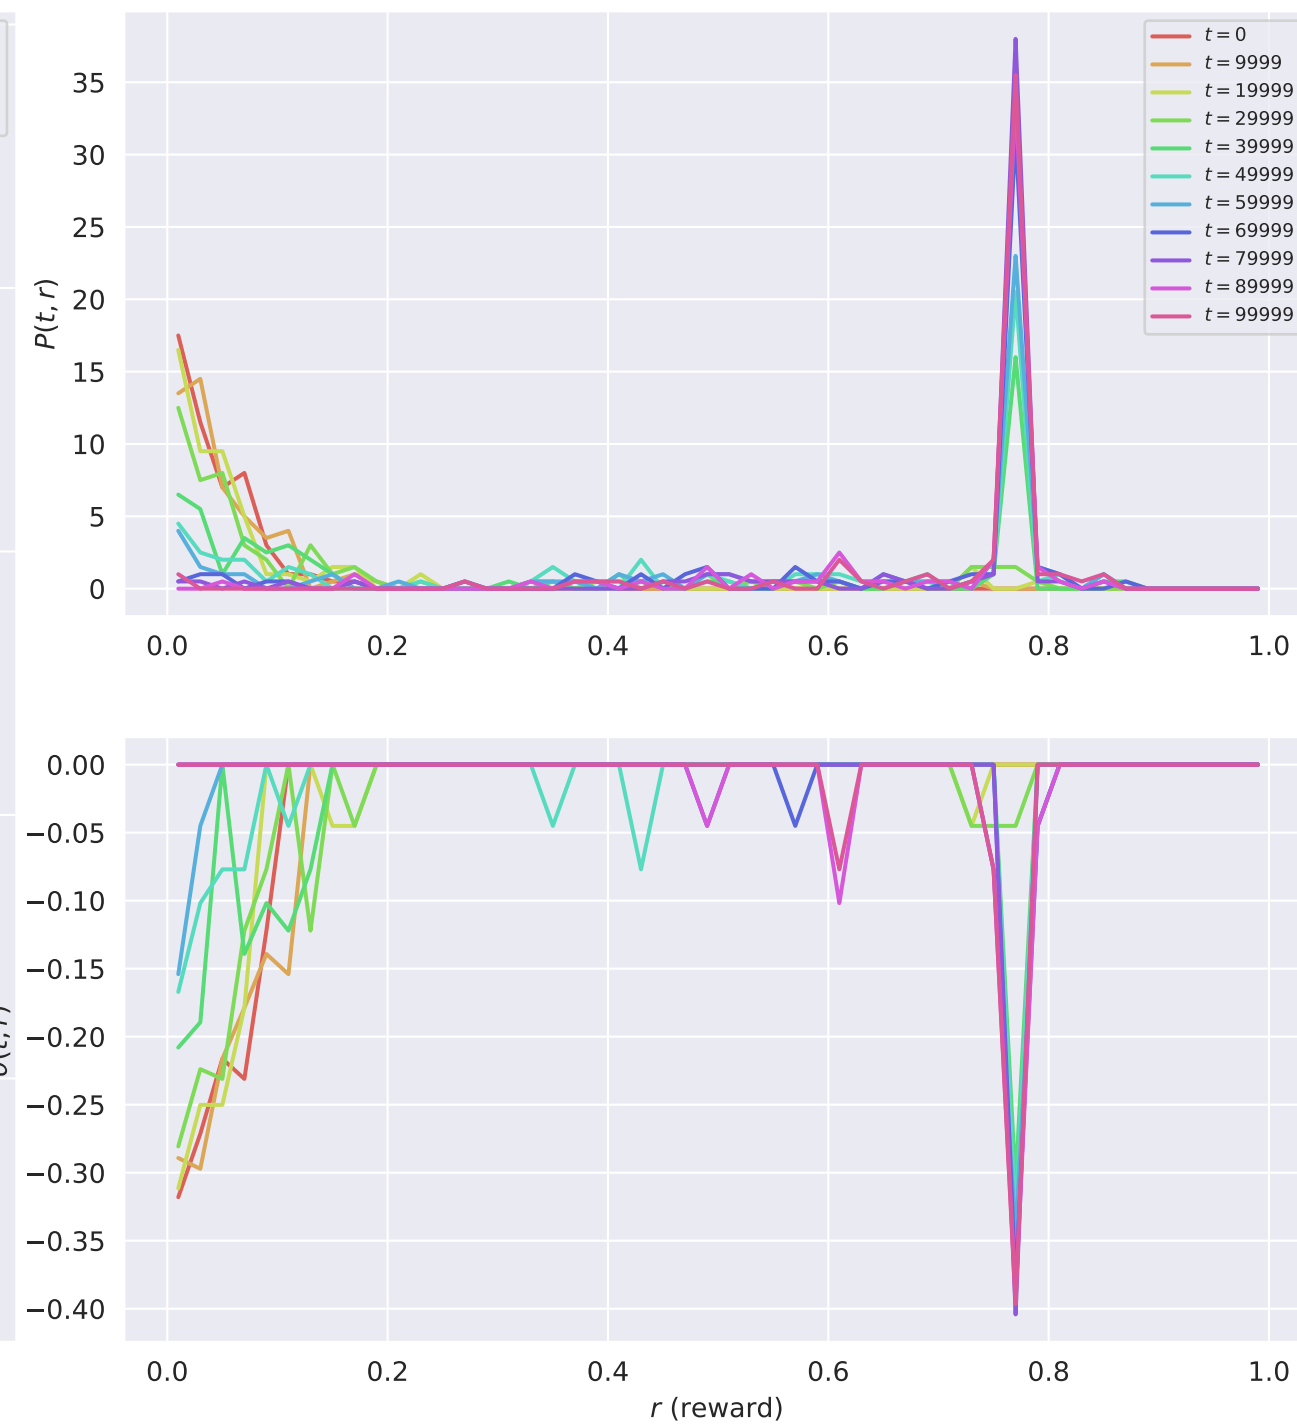 35
30
25
20
15
10
5
0
P(t, r)
t = 0
t = 9999
t = 19999
t = 29999
t = 39999
t = 49999
t = 59999
t = 69999
t = 79999
t = 89999
t = 99999
0.0 0.2 0.4 0.6 0.8 1.0
0.00
−0.05
−0.10
−0.15
−0.20
−0.25
−0.30
−0.35
−0.40
0.0 0.2 0.4 0.6 0.8 1.0
r (reward)